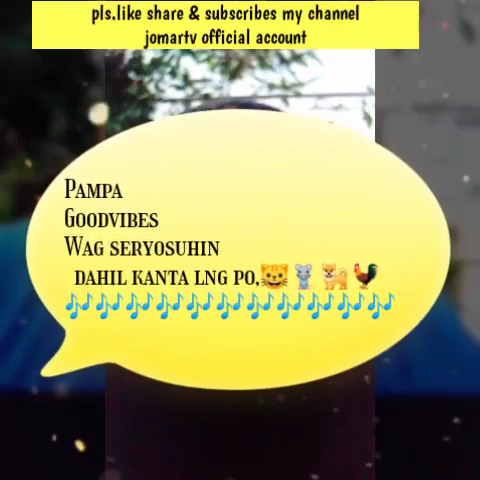 pls.like share & subscribes my channel
jomartv official account
Pampa
Goodvibes
Wag seryosuhin
dahil kanta lng po,😺🐁🐕🐓
🎶🎶🎶🎶🎶🎶🎶🎶🎶🎶🎶